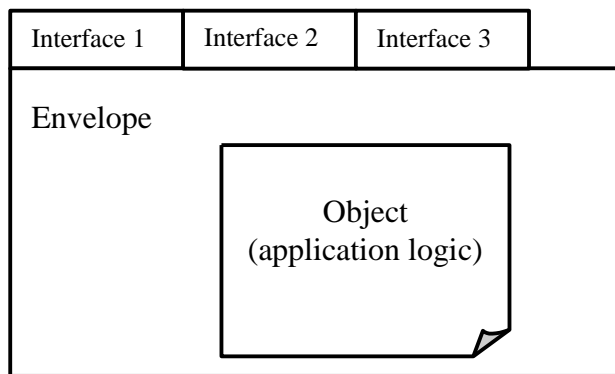 Interface 1
Interface 2
Interface 3
Envelope
Object
(application logic)